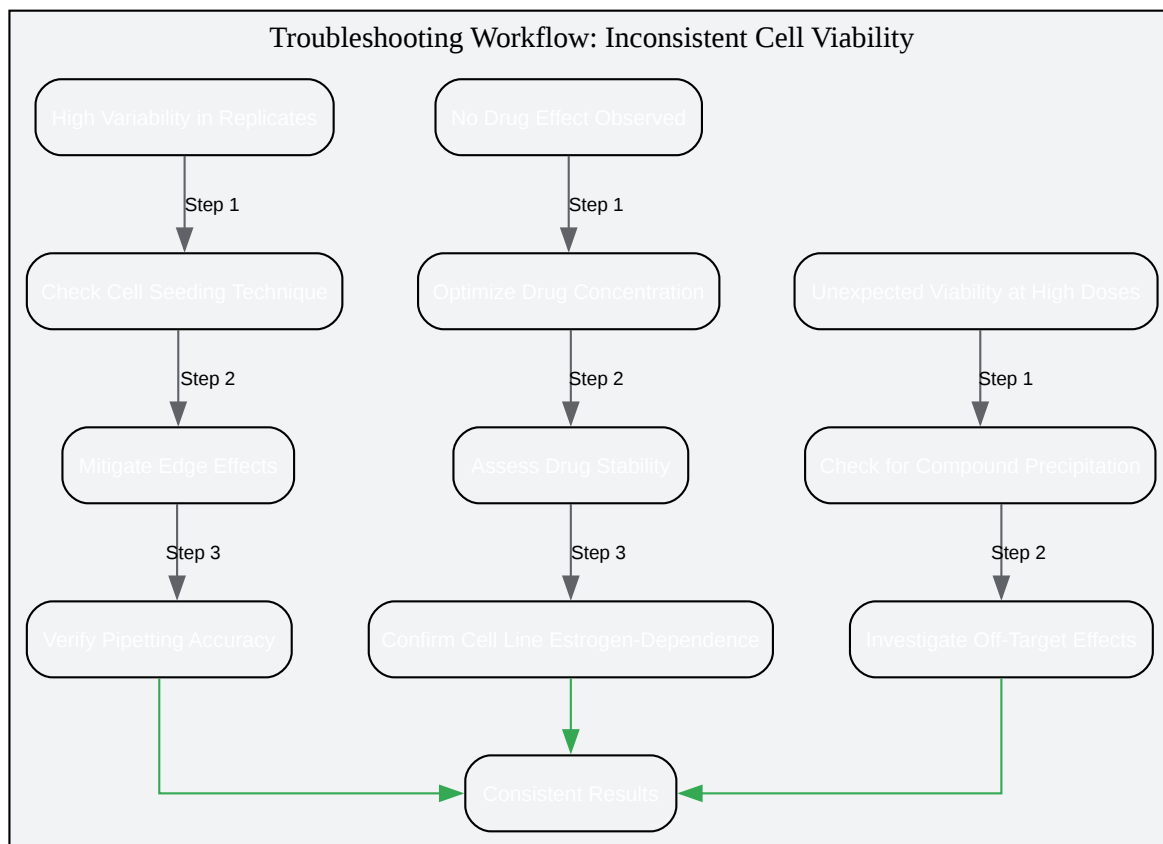 Troubleshooting Workflow: Inconsistent Cell Viability
High Variability in Replicates
No Drug Effect Observed
Step 1
Step 1
Check Cell Seeding Technique
Optimize Drug Concentration
Unexpected Viability at High Doses
Step 2
Step 2
Step 1
Mitigate Edge Effects
Assess Drug Stability
Check for Compound Precipitation
Step 3
Step 3
Step 2
Verify Pipetting Accuracy
Confirm Cell Line Estrogen-Dependence
Investigate Off-Target Effects
Consistent Results